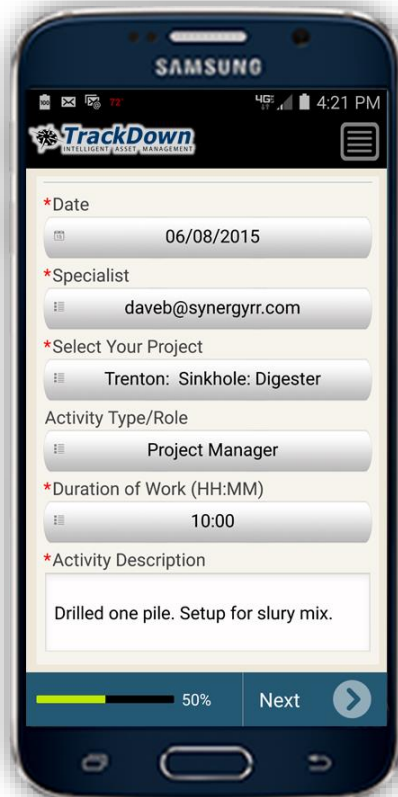 SAMSUNG
100 72° 4G LTE 4:21 PM
TrackDown
INTELLIGENT ASSET MANAGEMENT
*Date
06/08/2015
*Specialist
daveb@synergyrr.com
*Select Your Project
Trenton: Sinkhole: Digester
Activity Type/Role
Project Manager
*Duration of Work (HH:MM)
10:00
*Activity Description
Drilled one pile. Setup for slury mix.
50% Next